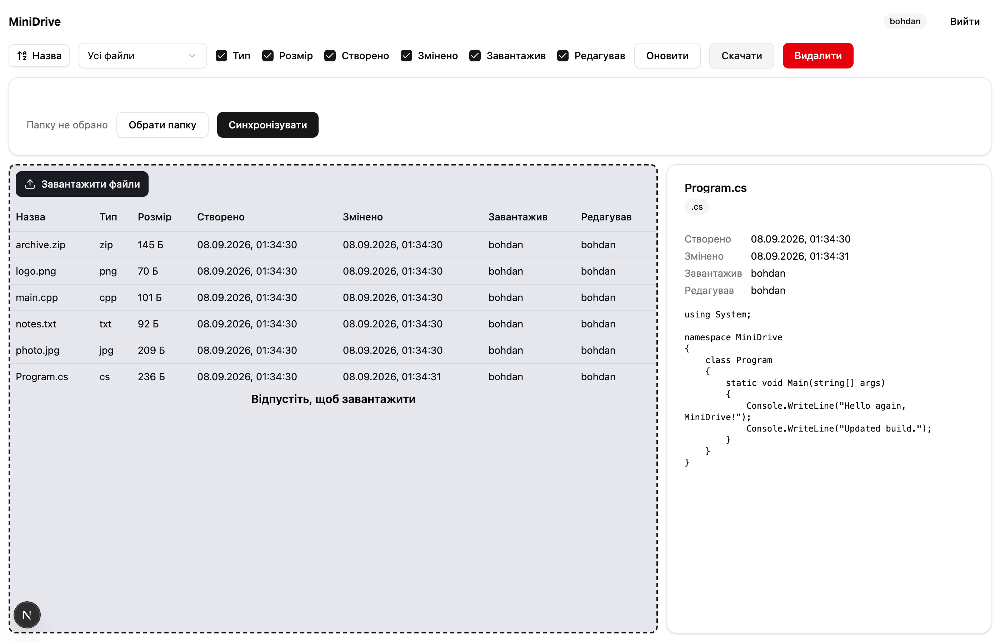 MiniDrive
bohdan
Вийти
Назва
Усі файли
Тип
Розмір
Створено
Змінено
Завантажив
Редагував
Оновити
Скачати
Видалити
Папку не обрано
Обрати папку
Синхронізувати
Завантажити файли
Назва Тип Розмір Створено Змінено Завантажив Редагував
archive.zip zip 145 Б 08.09.2026, 01:34:30 08.09.2026, 01:34:30 bohdan bohdan
logo.png png 70 Б 08.09.2026, 01:34:30 08.09.2026, 01:34:30 bohdan bohdan
main.cpp cpp 101 Б 08.09.2026, 01:34:30 08.09.2026, 01:34:30 bohdan bohdan
notes.txt txt 92 Б 08.09.2026, 01:34:30 08.09.2026, 01:34:30 bohdan bohdan
photo.jpg jpg 209 Б 08.09.2026, 01:34:30 08.09.2026, 01:34:30 bohdan bohdan
Program.cs cs 236 Б 08.09.2026, 01:34:30 08.09.2026, 01:34:31 bohdan bohdan
Відпустіть, щоб завантажити
N
Program.cs
.cs
Створено 08.09.2026, 01:34:30
Змінено 08.09.2026, 01:34:31
Завантажив bohdan
Редагував bohdan
using System;
namespace MiniDrive
{
    class Program
    {
        static void Main(string[] args)
        {
            Console.WriteLine("Hello again,
MiniDrive!");
            Console.WriteLine("Updated build.");
        }
    }
}